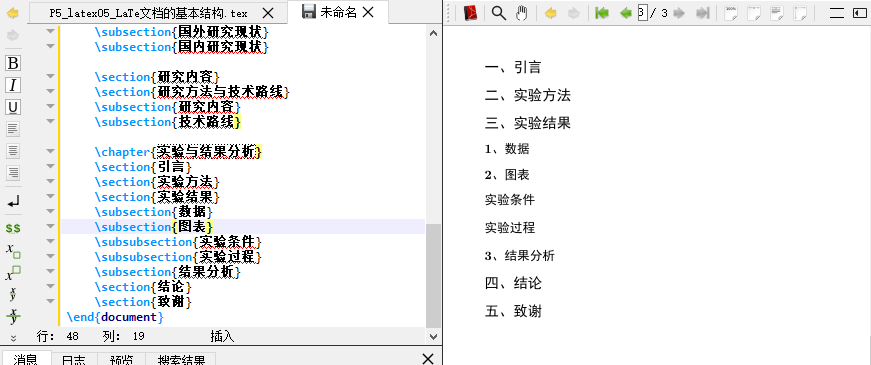 P5_latex05_LaTe文档的基本结构.tex
未命名
\subsection{国外研究现状}
\subsection{国内研究现状}
\section{研究内容}
\section{研究方法与技术路线}
\subsection{研究内容}
\subsection{技术路线}
\chapter{实验与结果分析}
\section{引言}
\section{实验方法}
\section{实验结果}
\subsection{数据}
\subsection{图表}
\subsubsection{实验条件}
\subsubsection{实验过程}
\subsection{结果分析}
\section{结论}
\section{致谢}
\end{document}
行: 48 列: 19 插入
消息 日志 预览 搜索结果
3 / 3
一、引言
二、实验方法
三、实验结果
1、数据
2、图表
实验条件
实验过程
3、结果分析
四、结论
五、致谢